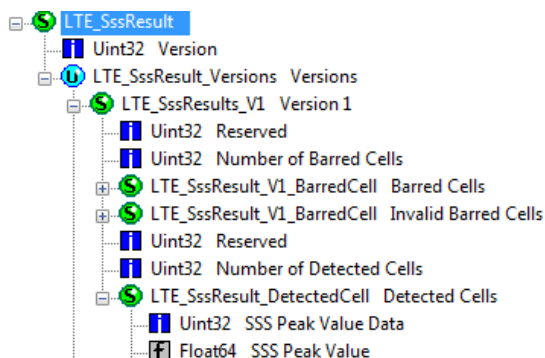 LTE_SssResult
Uint32 Version
LTE_SssResult_Versions Versions
LTE_SssResults_V1 Version 1
Uint32 Reserved
Uint32 Number of Barred Cells
LTE_SssResult_V1_BarredCell Barred Cells
LTE_SssResult_V1_BarredCell Invalid Barred Cells
Uint32 Reserved
Uint32 Number of Detected Cells
LTE_SssResult_DetectedCell Detected Cells
Uint32 SSS Peak Value Data
Float64 SSS Peak Value